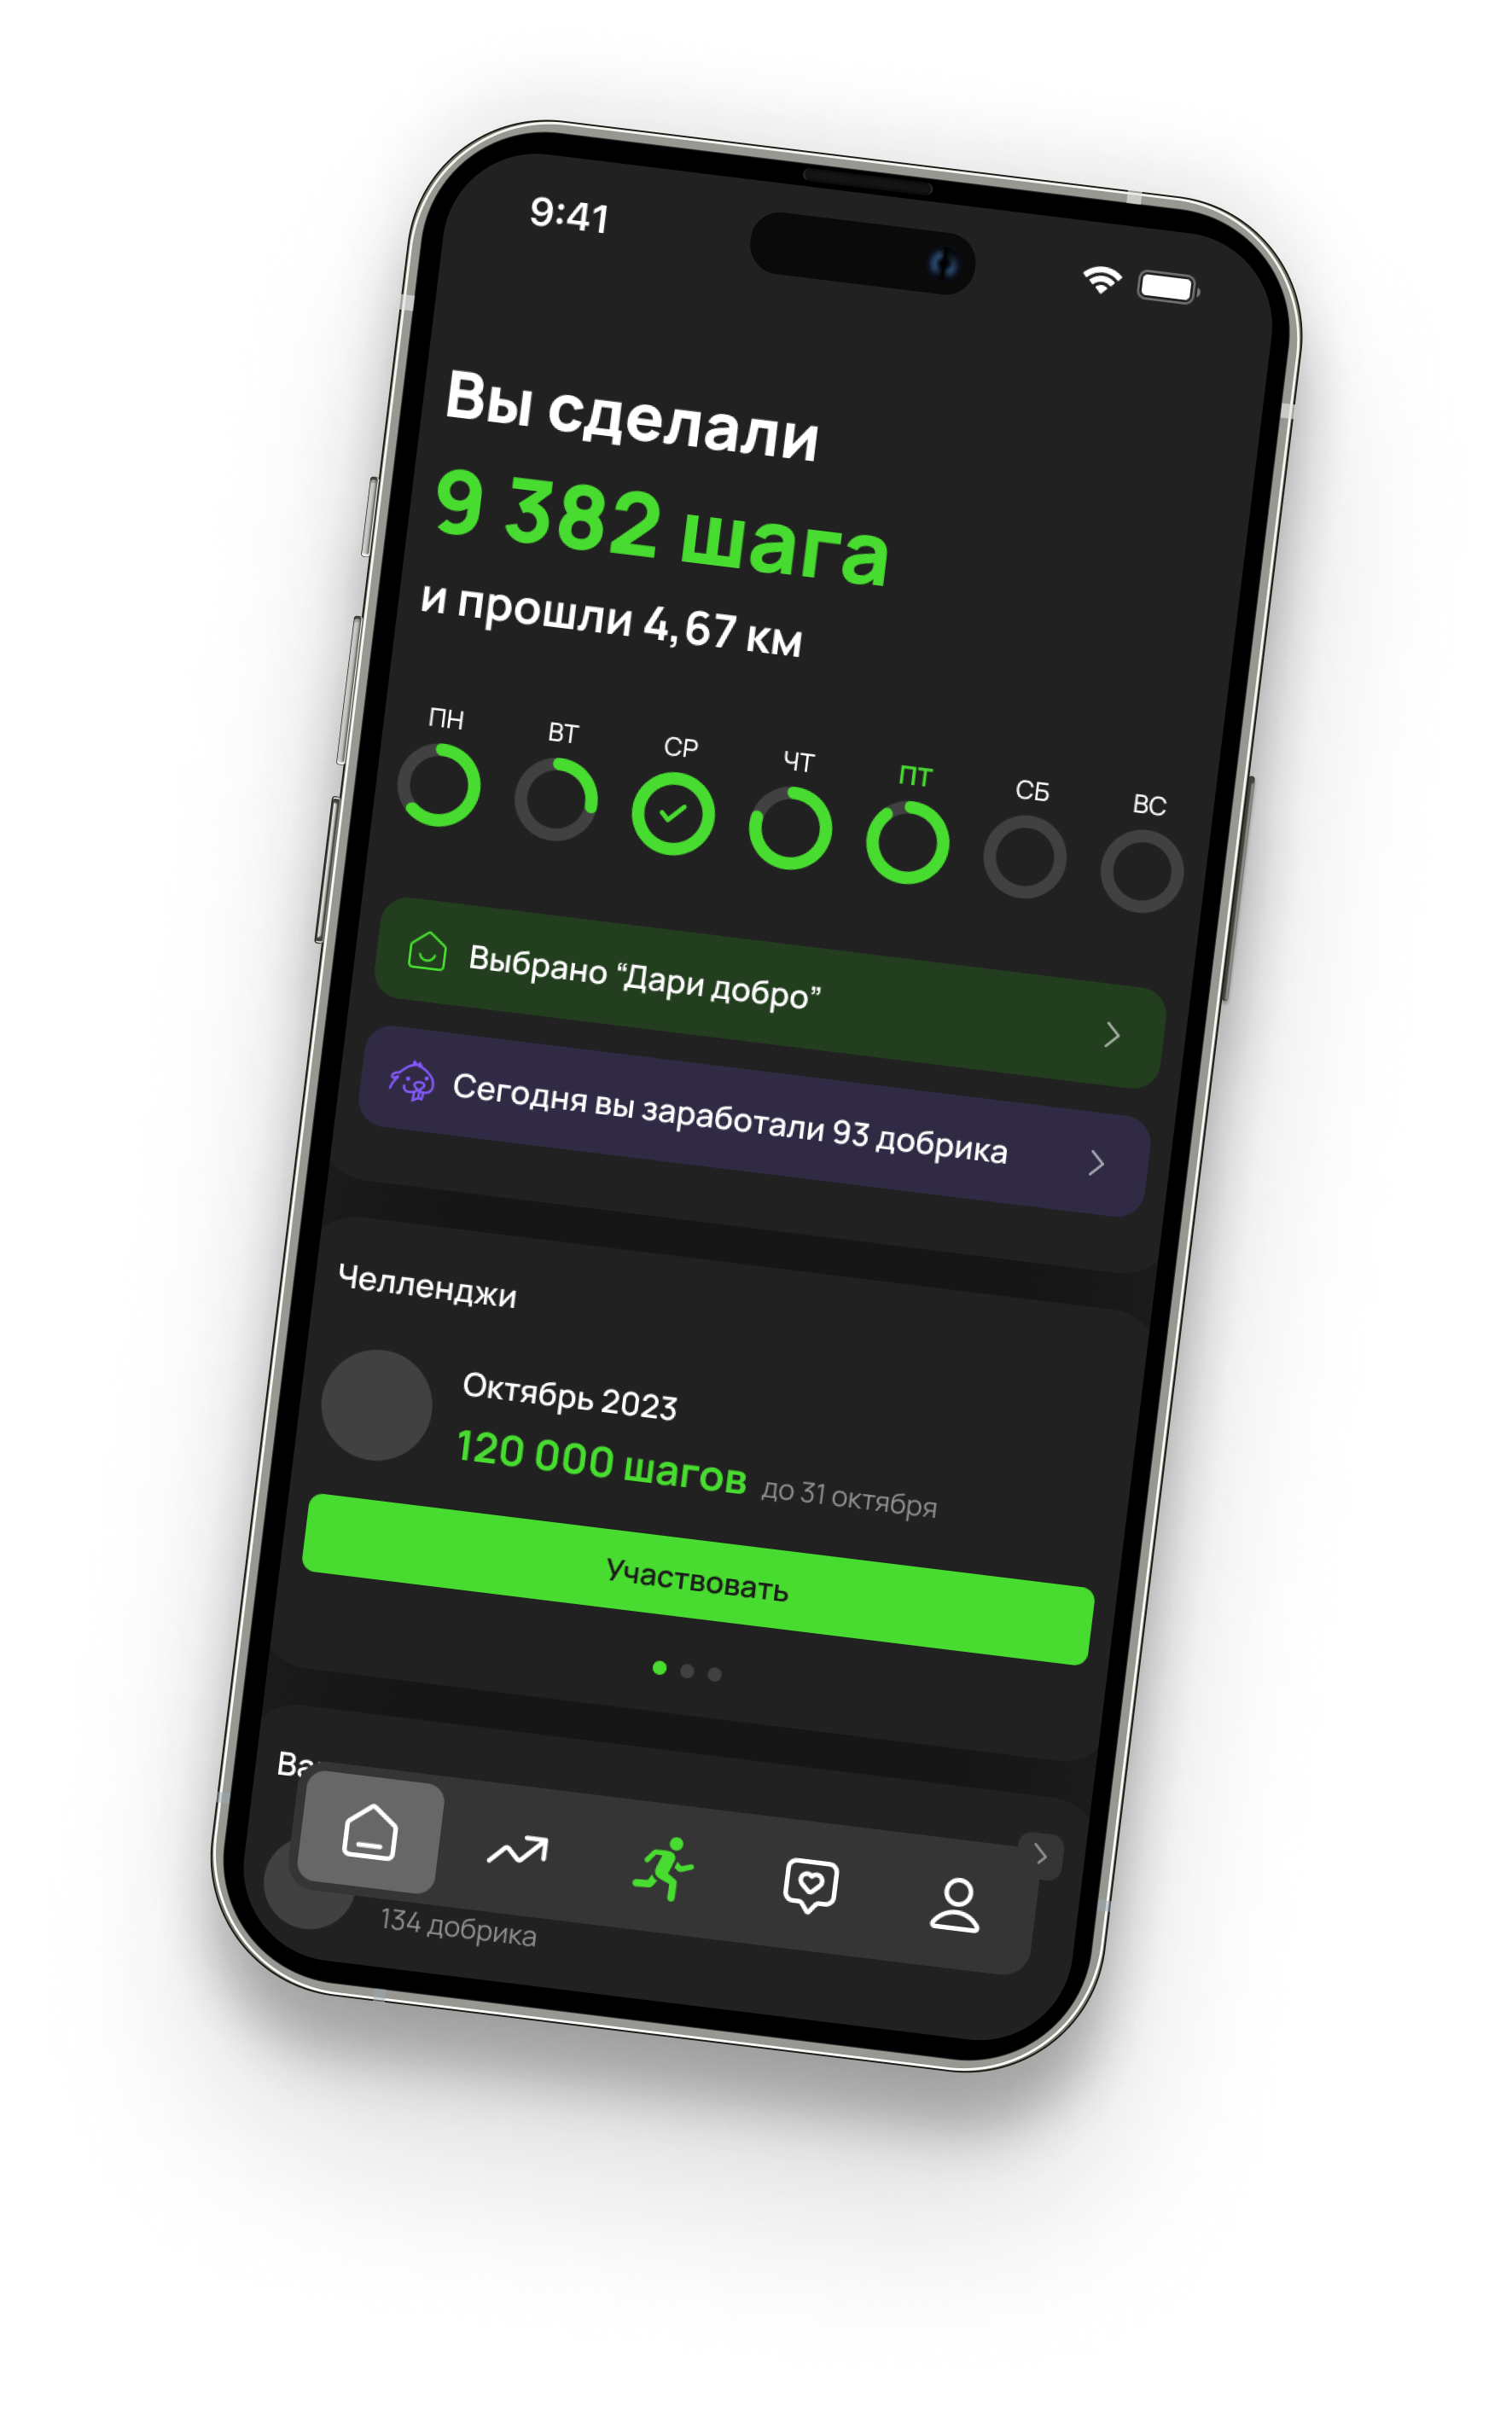 9:41
Вы сделали
9 382 шага
и прошли 4,67 км
ПН ВТ СР ЧТ ПТ СБ ВС
Выбрано “Дари добро”
Сегодня вы заработали 93 добрика
Челленджи
Октябрь 2023
120 000 шагов до 31 октября
Участвовать
134 добрика